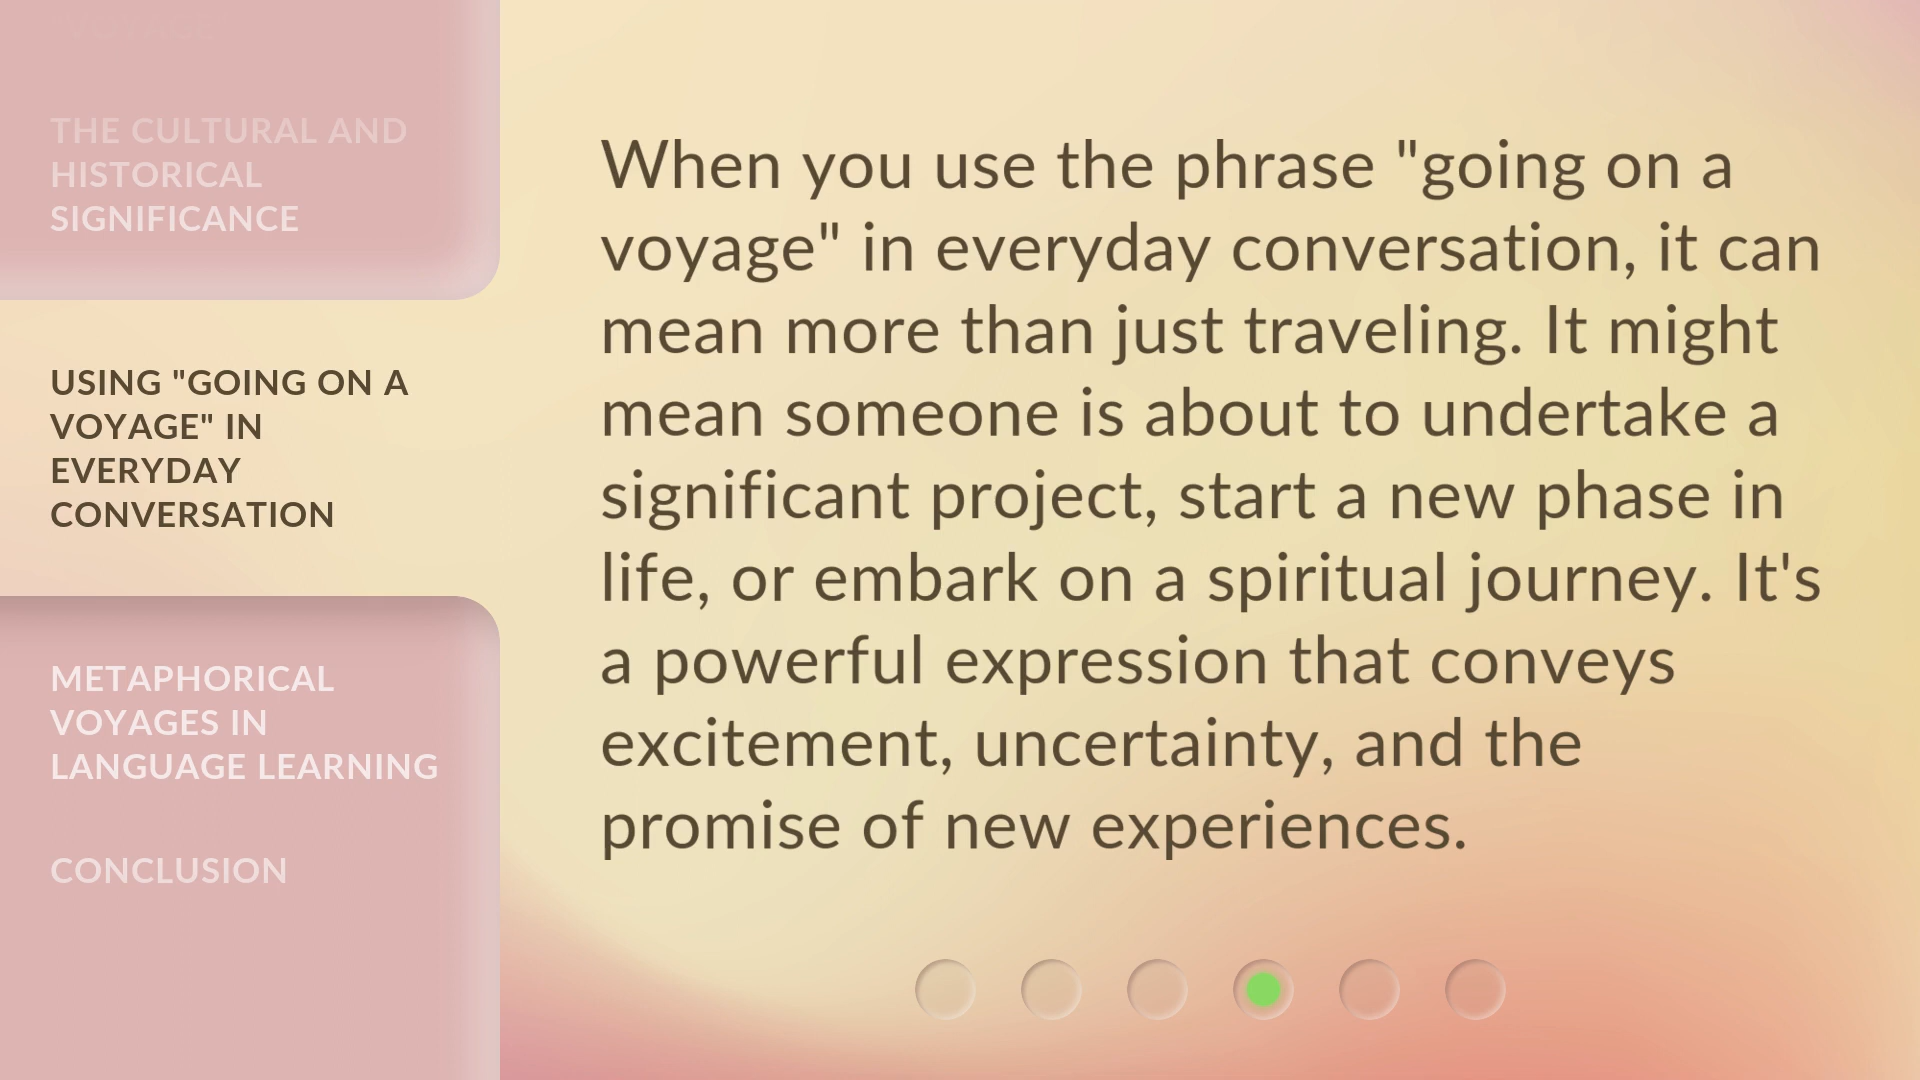 THE CULTURAL AND
HISTORICAL
SIGNIFICANCE
USING "GOING ON A
VOYAGE" IN
EVERYDAY
CONVERSATION
METAPHORICAL
VOYAGES IN
LANGUAGE LEARNING
CONCLUSION
When you use the phrase "going on a
voyage" in everyday conversation, it can
mean more than just traveling. It might
mean someone is about to undertake a
significant project, start a new phase in
life, or embark on a spiritual journey. It's
a powerful expression that conveys
excitement, uncertainty, and the
promise of new experiences.